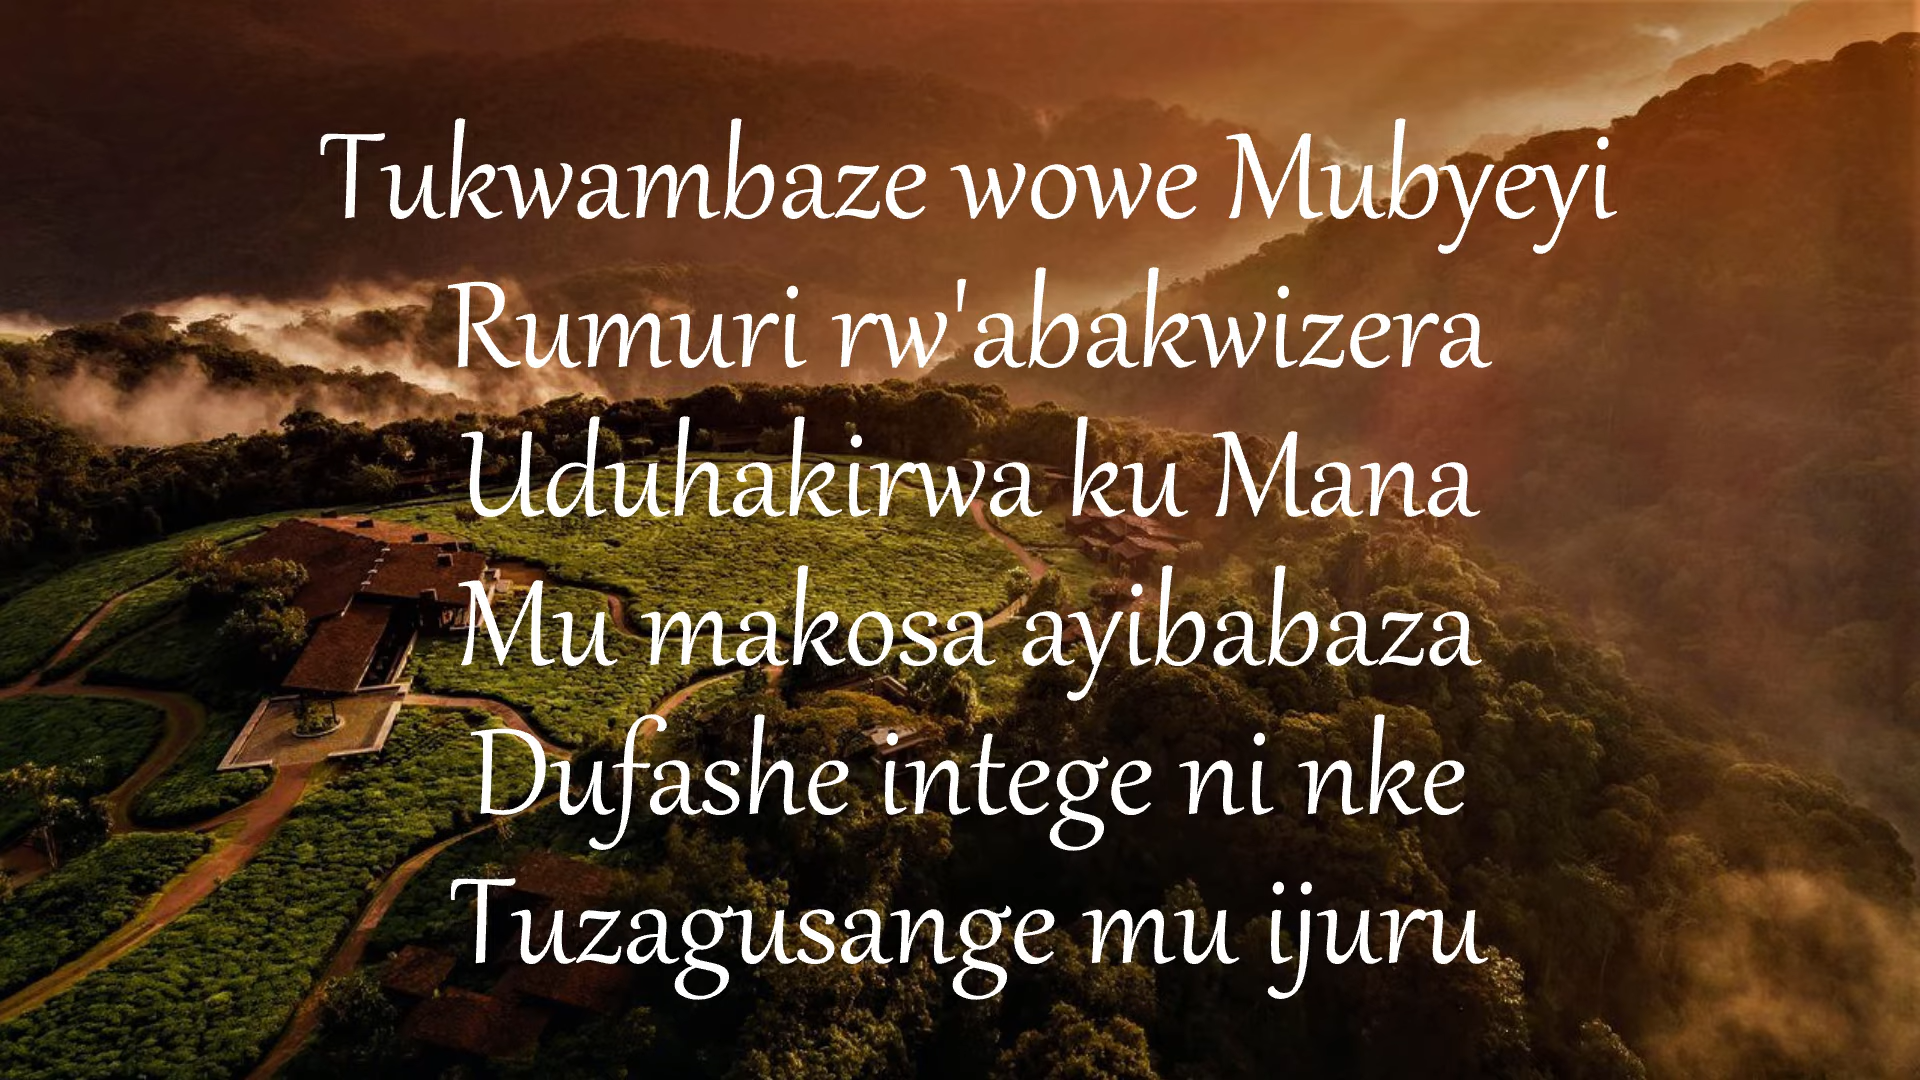 Tukwambaze wowe Mubyeyi
Rumuri rw'abakwizera
Uduhakirwa ku Mana
Mu makosa ayibabaza
Dufashe intege ni nke
Tuzagusange mu ijuru